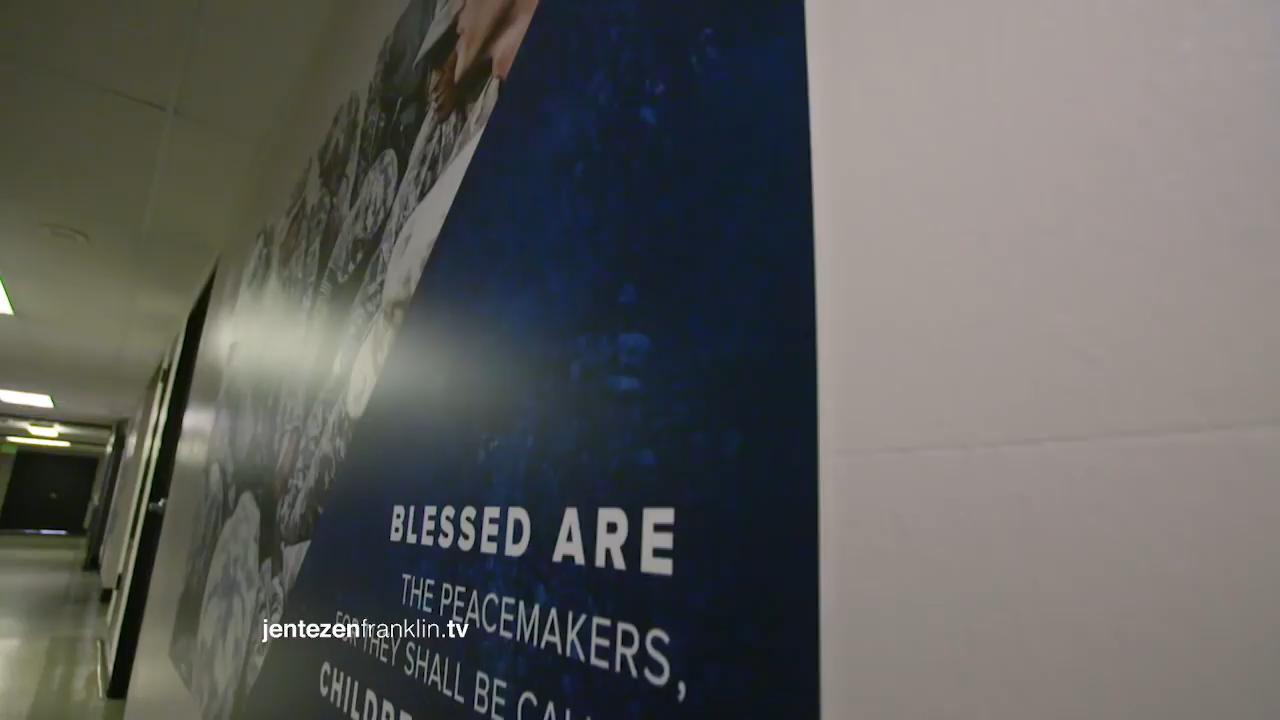 BLESSED ARE
THE PEACEMAKERS,
FOR THEY SHALL BE
jentezenfranklin.tv